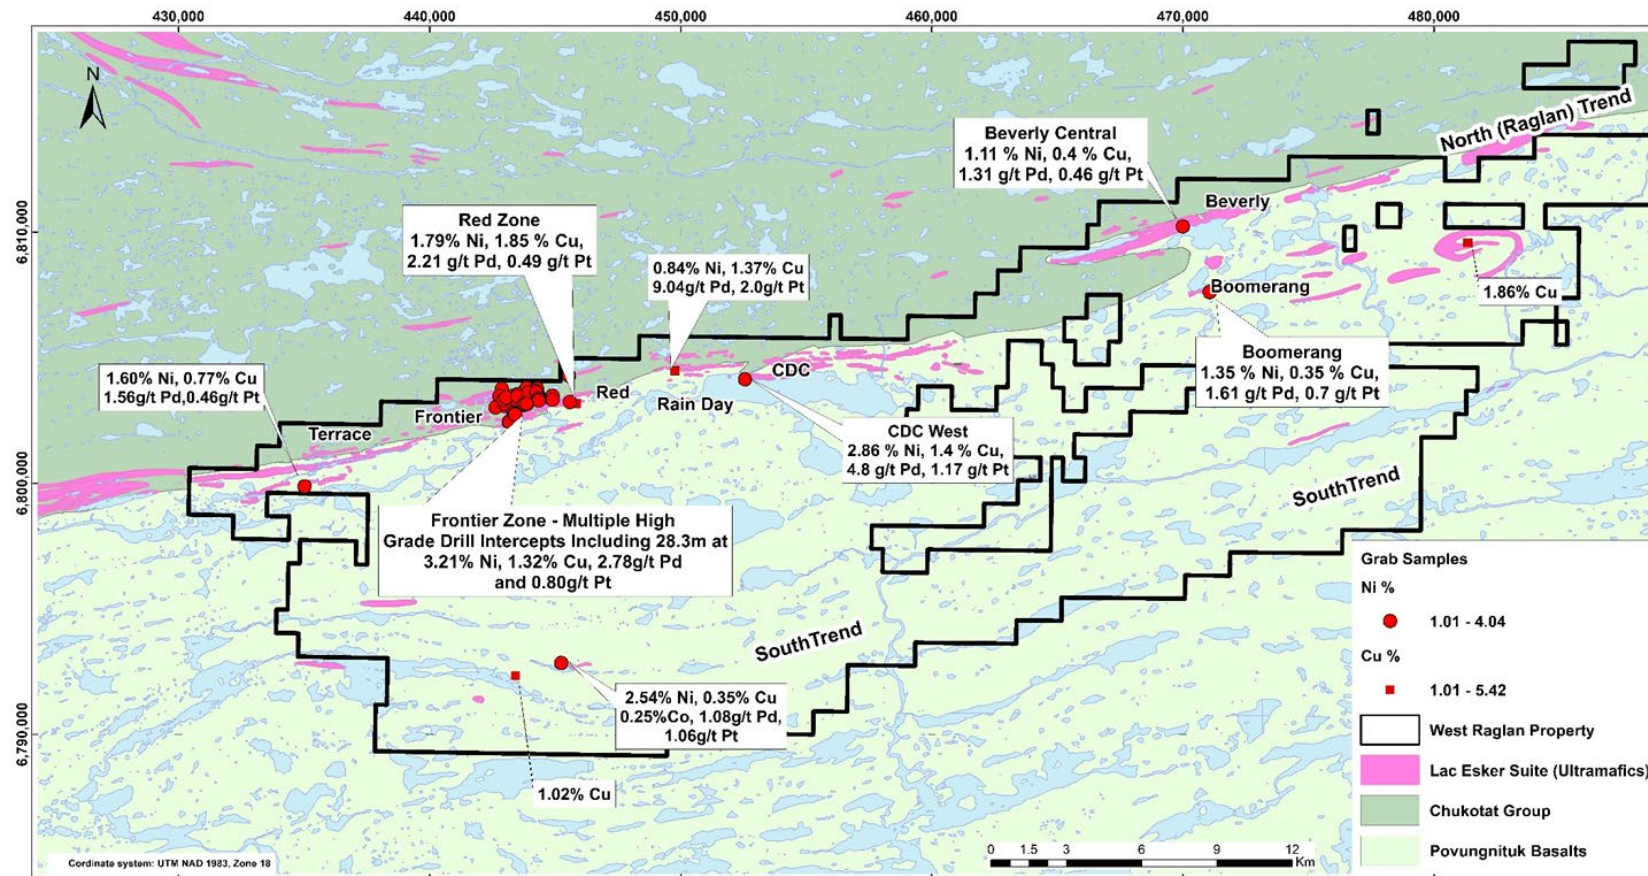 430,000
440,000
450,000
460,000
470,000
480,000
N
North (Raglan) Trend
Beverly Central
1.11 % Ni, 0.4 % Cu,
1.31 g/t Pd, 0.46 g/t Pt
Beverly
6,810,000
Red Zone
1.79% Ni, 1.85 % Cu,
2.21 g/t Pd, 0.49 g/t Pt
0.84% Ni, 1.37% Cu
9.04g/t Pd, 2.0g/t Pt
Boomerang
1.86% Cu
Boomerang
1.35 % Ni, 0.35 % Cu,
1.61 g/t Pd, 0.7 g/t Pt
1.60% Ni, 0.77% Cu
1.56g/t Pd,0.46g/t Pt
CDC
Red
Rain Day
Frontier
Terrace
CDC West
2.86 % Ni, 1.4 % Cu,
4.8 g/t Pd, 1.17 g/t Pt
6,800,000
SouthTrend
Frontier Zone - Multiple High
Grade Drill Intercepts Including 28.3m at
3.21% Ni, 1.32% Cu, 2.78g/t Pd
and 0.80g/t Pt
SouthTrend
2.54% Ni, 0.35% Cu
0.25%Co, 1.08g/t Pd,
1.06g/t Pt
6,790,000
1.02% Cu
Grab Samples
Ni %
1.01 - 4.04
Cu %
1.01 - 5.42
West Raglan Property
Lac Esker Suite (Ultramafics)
Chukotat Group
Povungnituk Basalts
0 1.5 3 6 9 12
Km
Cordinate system: UTM NAD 1983, Zone 18